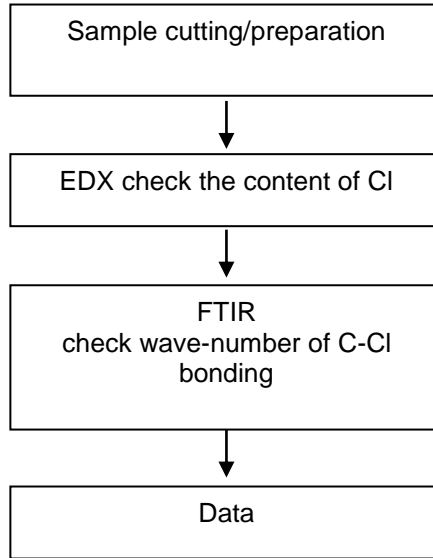 Sample cutting/preparation
EDX check the content of Cl
FTIR
check wave-number of C-Cl
bonding
Data